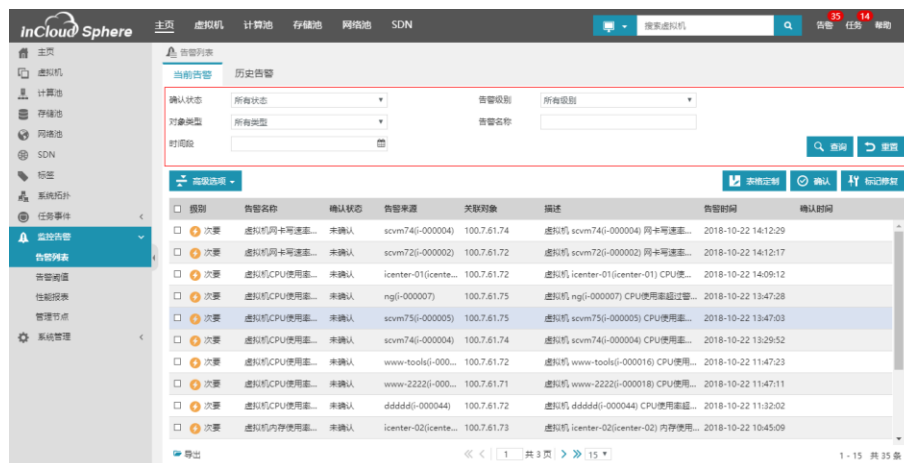 InCloud Sphere
主页 虚拟机 计算池 存储池 网络池 SDN
搜索虚拟机
告警 35 任务 14 帮助
主页
虚拟机
计算池
存储池
网络池
SDN
标签
系统拓扑
任务事件
监控告警
告警列表
告警阈值
性能报表
管理节点
系统管理
告警列表
当前告警 历史告警
确认状态 所有状态 告警级别 所有级别
对象类型 所有类型 告警名称
时间段
查询 重置
高级选项 表格定制 确认 标记修复
级别 告警名称 确认状态 告警来源 关联对象 描述 告警时间 确认时间
次要 虚拟机网卡写速率... 未确认 scvm74(i-000004) 100.7.61.74 虚拟机 scvm74(i-000004) 网卡写速率... 2018-10-22 14:12:29
次要 虚拟机网卡写速率... 未确认 scvm72(i-000002) 100.7.61.72 虚拟机 scvm72(i-000002) 网卡写速率... 2018-10-22 14:12:17
次要 虚拟机CPU使用率... 未确认 icenter-01(icente... 100.7.61.72 虚拟机 icenter-01(icenter-01) CPU使... 2018-10-22 14:09:12
次要 虚拟机CPU使用率... 未确认 ng(i-000007) 100.7.61.75 虚拟机 ng(i-000007) CPU使用率超过警... 2018-10-22 13:47:28
次要 虚拟机CPU使用率... 未确认 scvm75(i-000005) 100.7.61.75 虚拟机 scvm75(i-000005) CPU使用率... 2018-10-22 13:47:03
次要 虚拟机CPU使用率... 未确认 scvm74(i-000004) 100.7.61.74 虚拟机 scvm74(i-000004) CPU使用率... 2018-10-22 13:29:52
次要 虚拟机CPU使用率... 未确认 www-tools(i-000... 100.7.61.72 虚拟机 www-tools(i-000016) CPU使用... 2018-10-22 11:47:23
次要 虚拟机CPU使用率... 未确认 www-2222(i-000... 100.7.61.71 虚拟机 www-2222(i-000018) CPU使用... 2018-10-22 11:47:11
次要 虚拟机CPU使用率... 未确认 ddddd(i-000044) 100.7.61.72 虚拟机 ddddd(i-000044) CPU使用率超... 2018-10-22 11:32:02
次要 虚拟机内存使用率... 未确认 icenter-02(icente... 100.7.61.73 虚拟机 icenter-02(icenter-02) 内存使用... 2018-10-22 10:45:09
导出 1 共 3 页 15 1 - 15 共 35 条